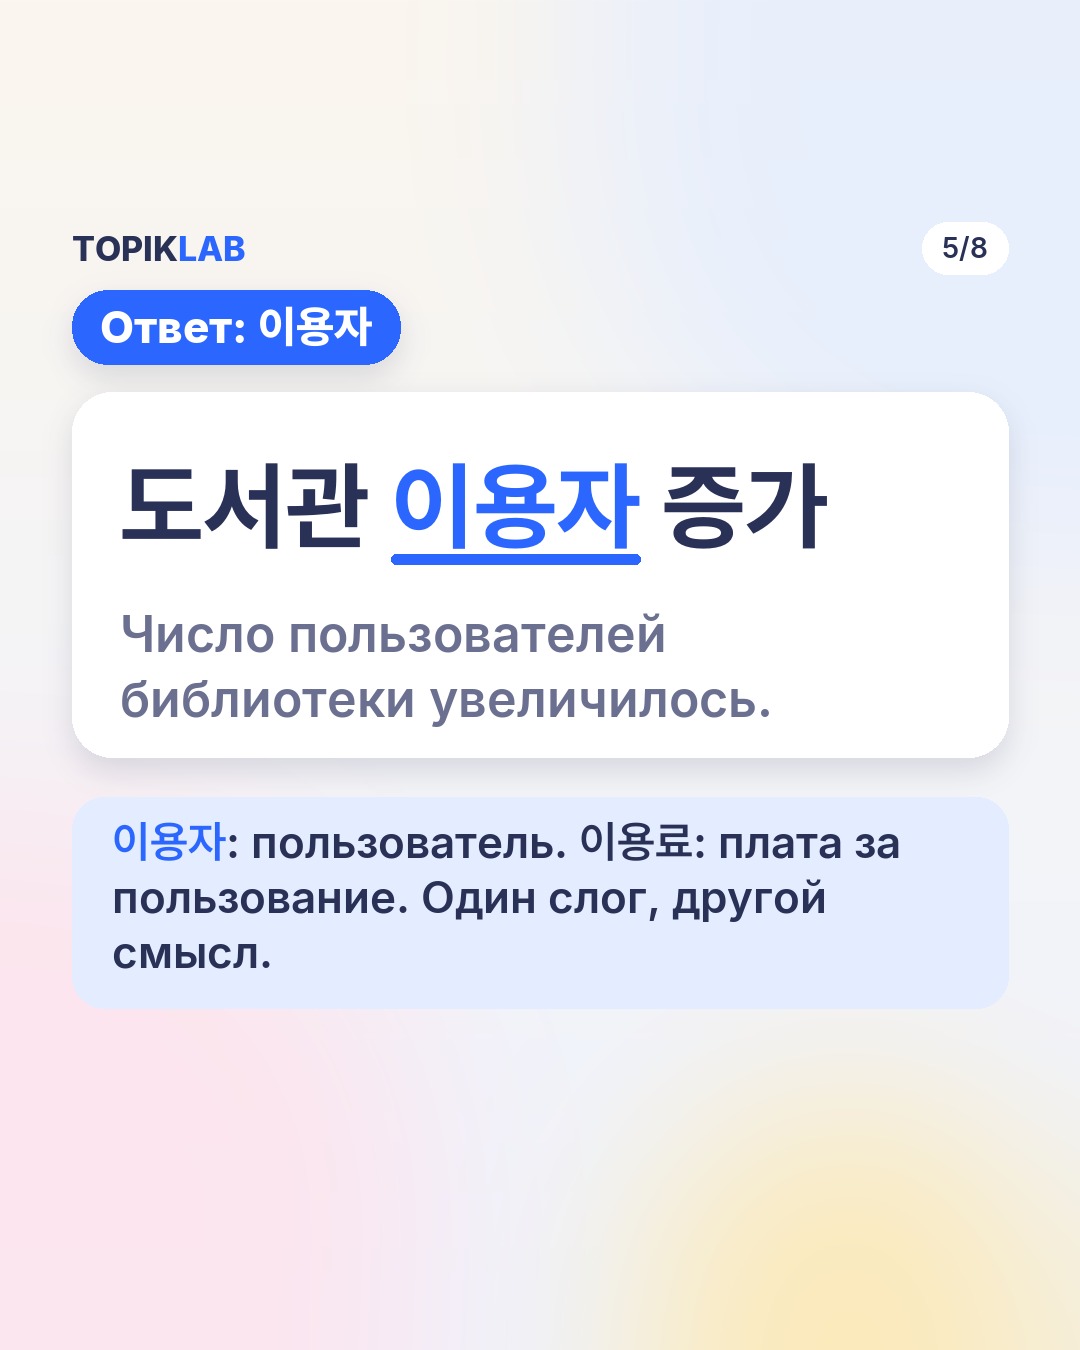 TOPIKLAB
5/8
Ответ: 이용자
도서관 이용자 증가
Число пользователей
библиотеки увеличилось.
이용자: пользователь. 이용료: плата за
пользование. Один слог, другой
смысл.